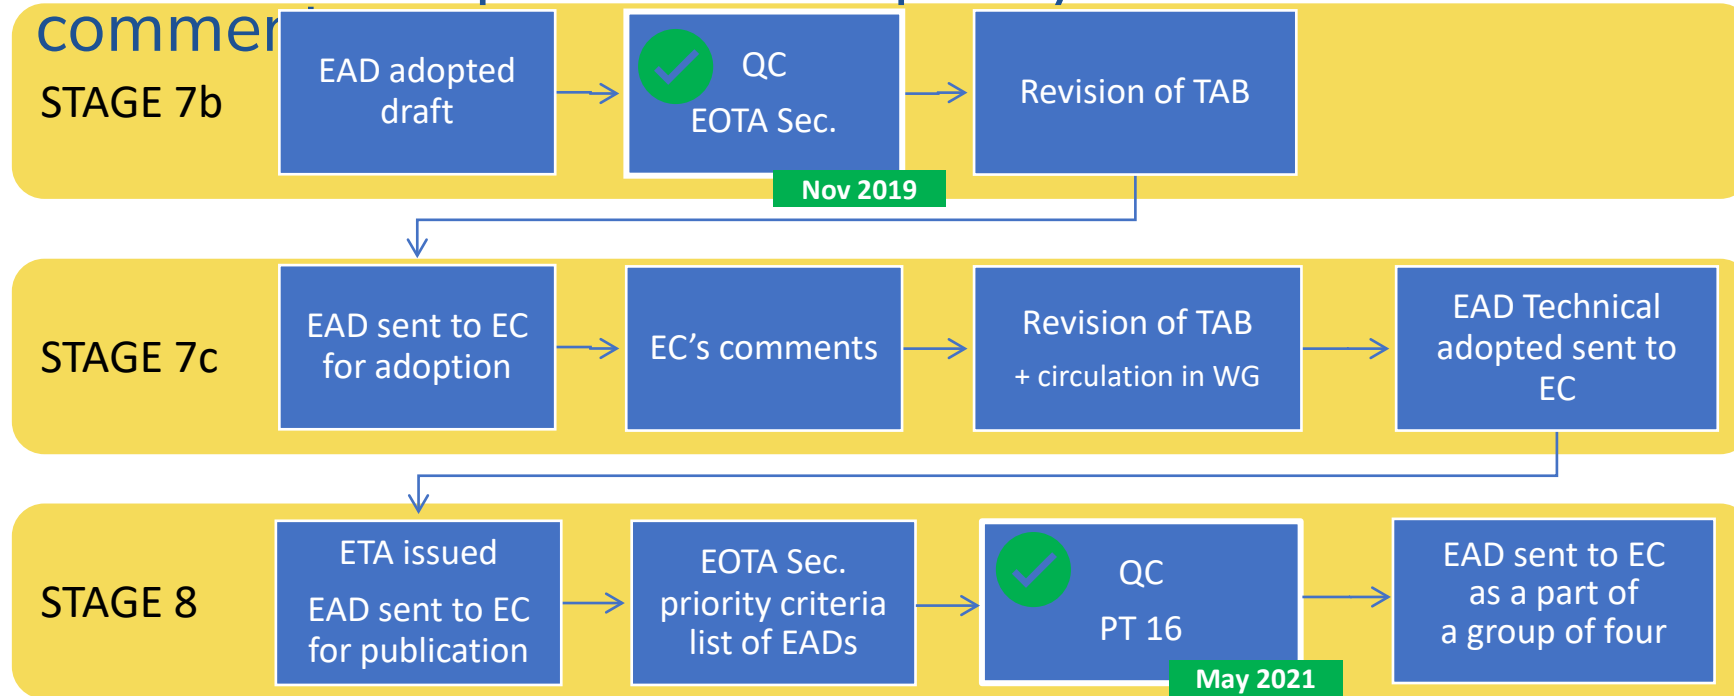 commen
STAGE 7b
EAD adopted
draft
QC
EOTA Sec.
Nov 2019
Revision of TAB
STAGE 7c
EAD sent to EC
for adoption
EC’s comments
Revision of TAB
+ circulation in WG
EAD Technical
adopted sent to
EC
STAGE 8
ETA issued
EAD sent to EC
for publication
EOTA Sec.
priority criteria
list of EADs
QC
PT 16
May 2021
EAD sent to EC
as a part of
a group of four